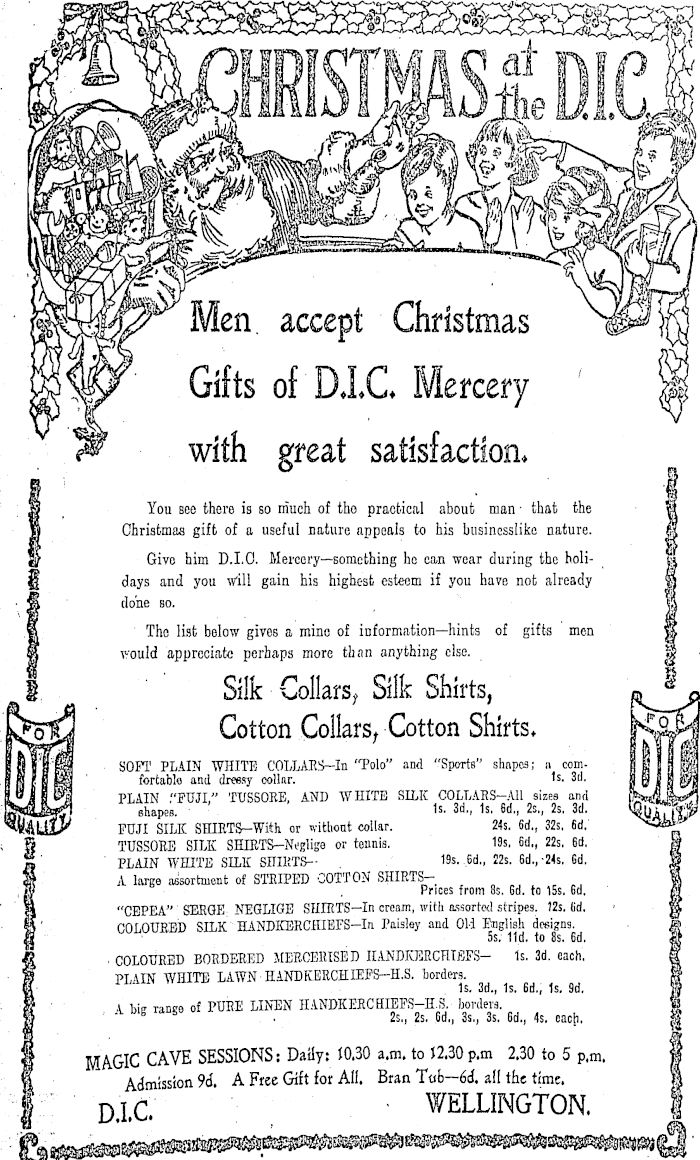 CHRISTMAS at the D.I.C.
Men accept Christmas
Gifts of D.I.C. Mercery
with great satisfaction.
You see there is so much of the practical about man that the
Christmas gift of a useful nature appeals to his businesslike nature.
Give him D.I.C. Mercery—something he can wear during the holi-
days and you will gain his highest esteem if you have not already
done so.
The list below gives a mine of information—hints of gifts men
would appreciate perhaps more than anything else.
Silk Collars, Silk Shirts,
Cotton Collars, Cotton Shirts.
FOR
DIC
QUALITY
FOR
DIC
QUALITY
SOFT PLAIN WHITE COLLARS—In "Polo" and "Sports" shapes; a com-
fortable and dressy collar. 1s. 3d.
PLAIN "FUJI," TUSSORE, AND WHITE SILK COLLARS—All sizes and
shapes. 1s. 3d., 1s. 6d., 2s., 2s. 3d.
FUJI SILK SHIRTS—With or without collar. 24s. 6d., 32s. 6d.
TUSSORE SILK SHIRTS—Neglige or tennis. 19s, 6d., 22s. 6d.
PLAIN WHITE SILK SHIRTS— 19s. 6d., 22s. 6d., 24s. 6d.
A large assortment of STRIPED COTTON SHIRTS—
Prices from 8s. 6d. to 15s. 6d.
"CEPEA" SERGE NEGLIGE SHIRTS—In cream, with assorted stripes. 12s. 6d.
COLOURED SILK HANDKERCHIEFS—In Paisley and Old English designs.
5s. 11d. to 8s. 6d.
COLOURED BORDERED MERCERISED HANDKERCHIEFS— 1s. 3d. each.
PLAIN WHITE LAWN HANDKERCHIEFS—H.S. borders.
1s. 3d., 1s. 6d., 1s. 9d.
A big range of PURE LINEN HANDKERCHIEFS—H.S. borders.
2s., 2s. 6d., 3s., 3s. 6d., 4s. each.
MAGIC CAVE SESSIONS: Daily: 10.30 a.m. to 12.30 p.m 2.30 to 5 p.m.
Admission 9d. A Free Gift for All. Bran Tub—6d. all the time.
D.I.C. WELLINGTON.